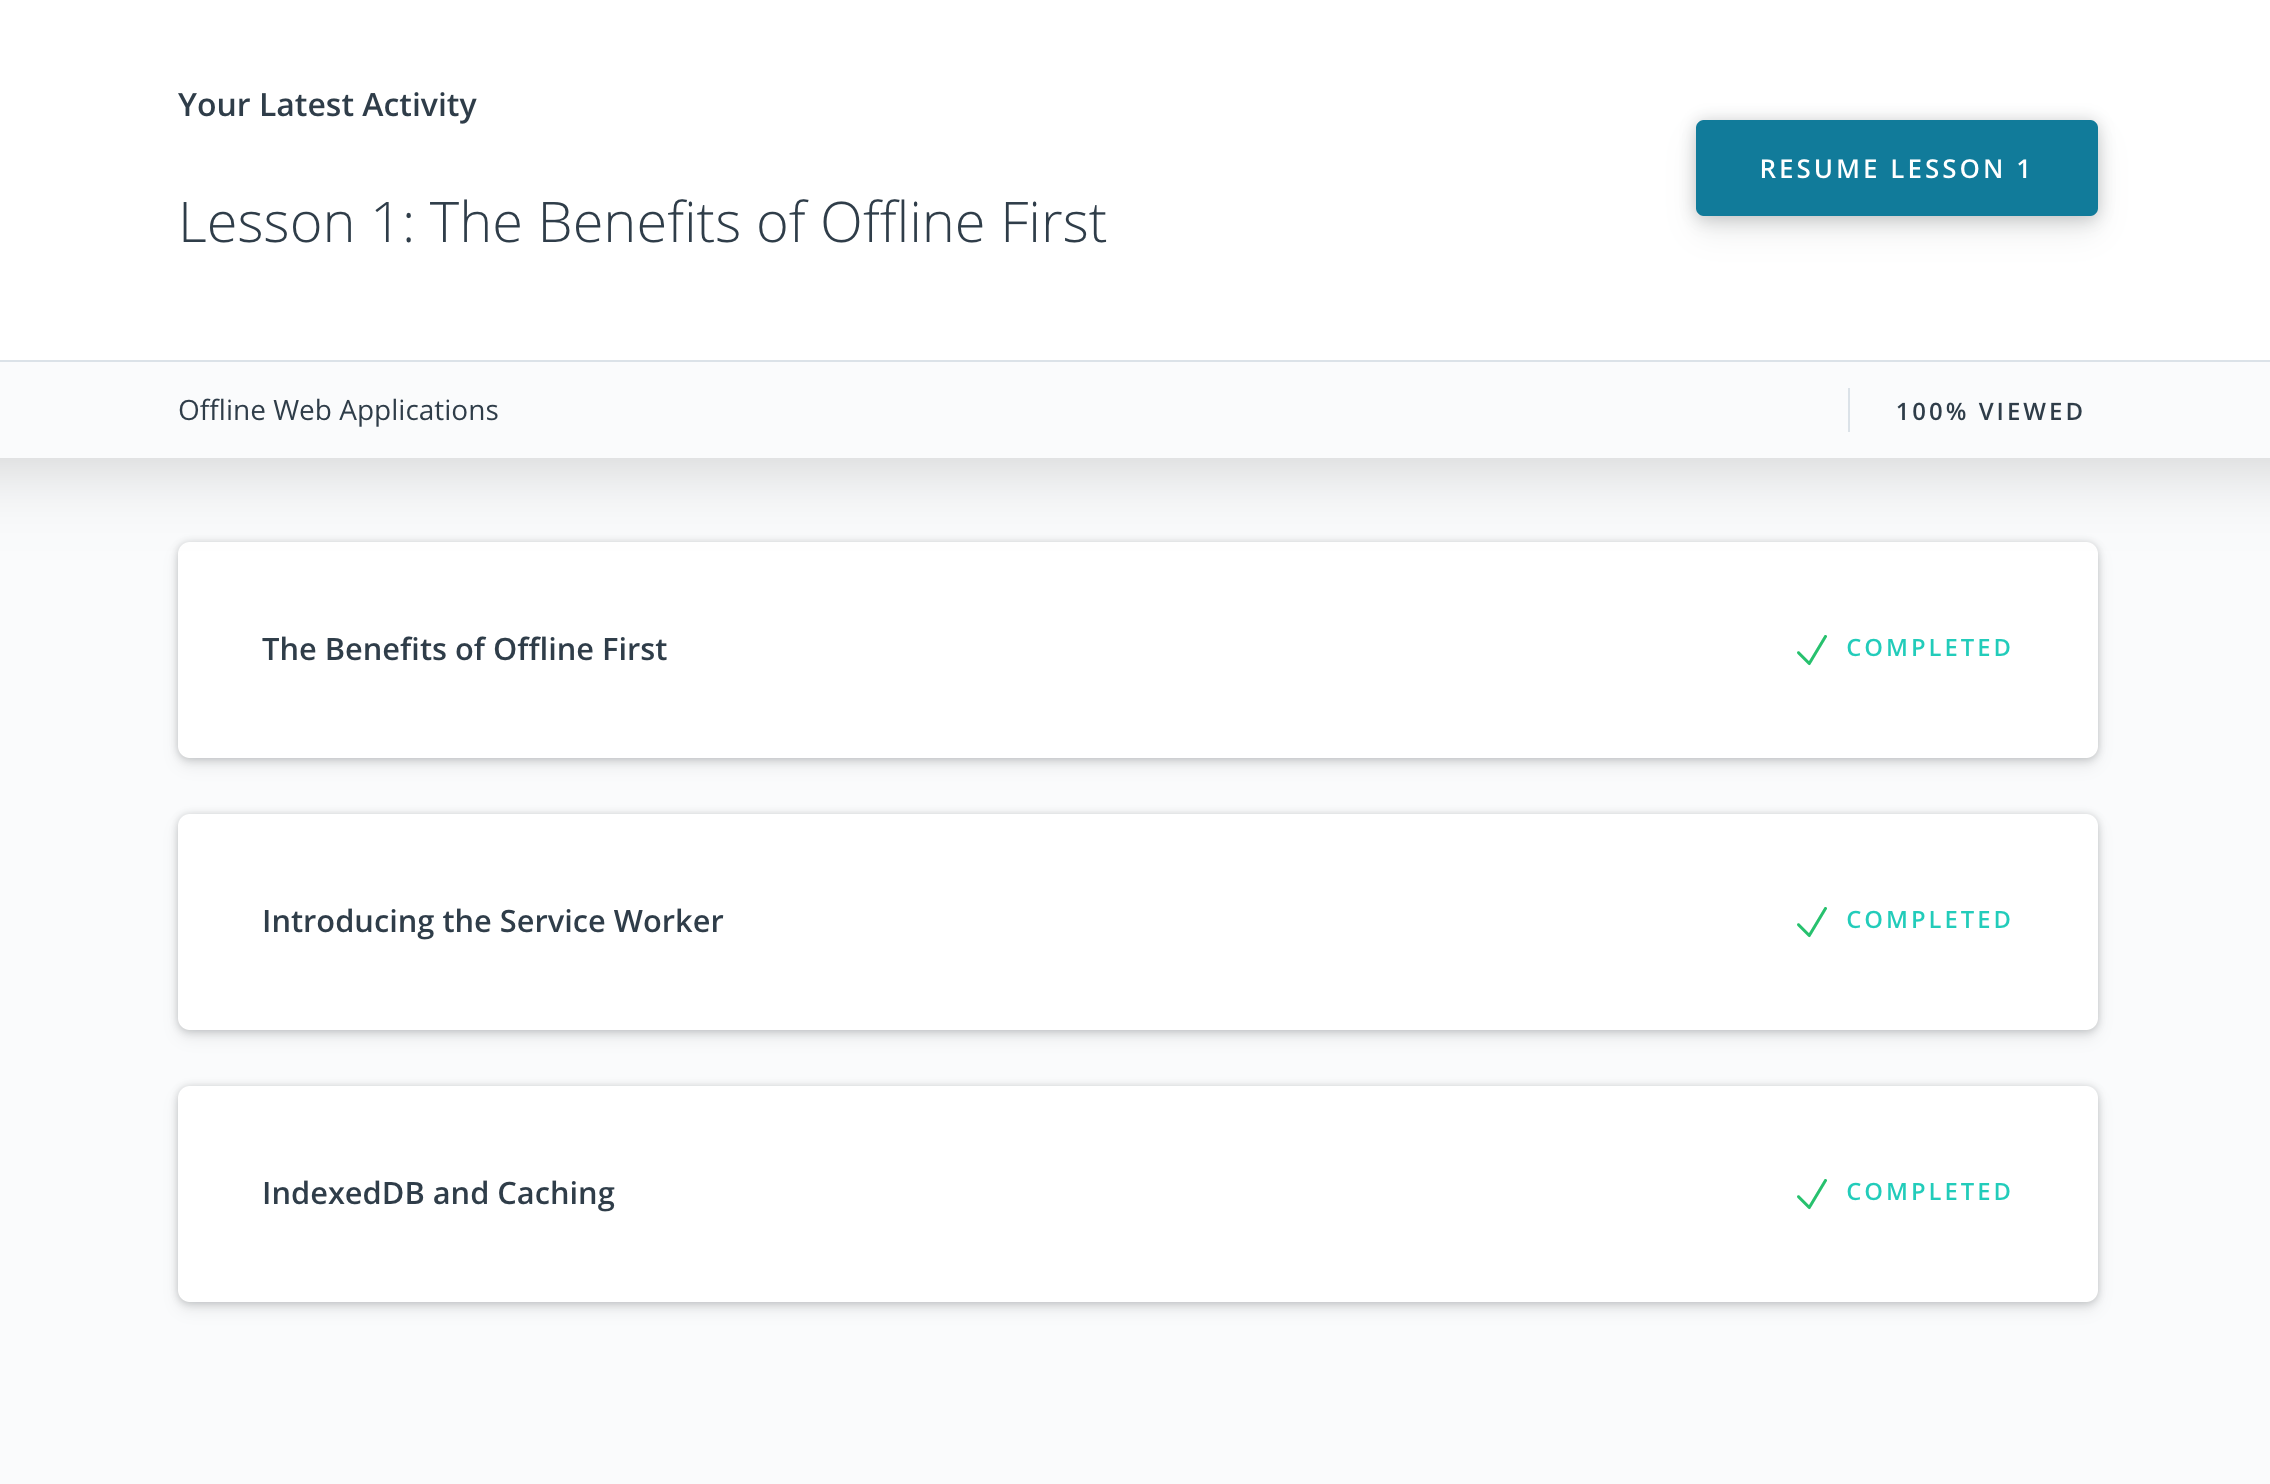 Your Latest Activity
RESUME LESSON 1
Lesson 1: The Benefits of Offline First
Offline Web Applications
100% VIEWED
The Benefits of Offline First
COMPLETED
Introducing the Service Worker
COMPLETED
IndexedDB and Caching
COMPLETED